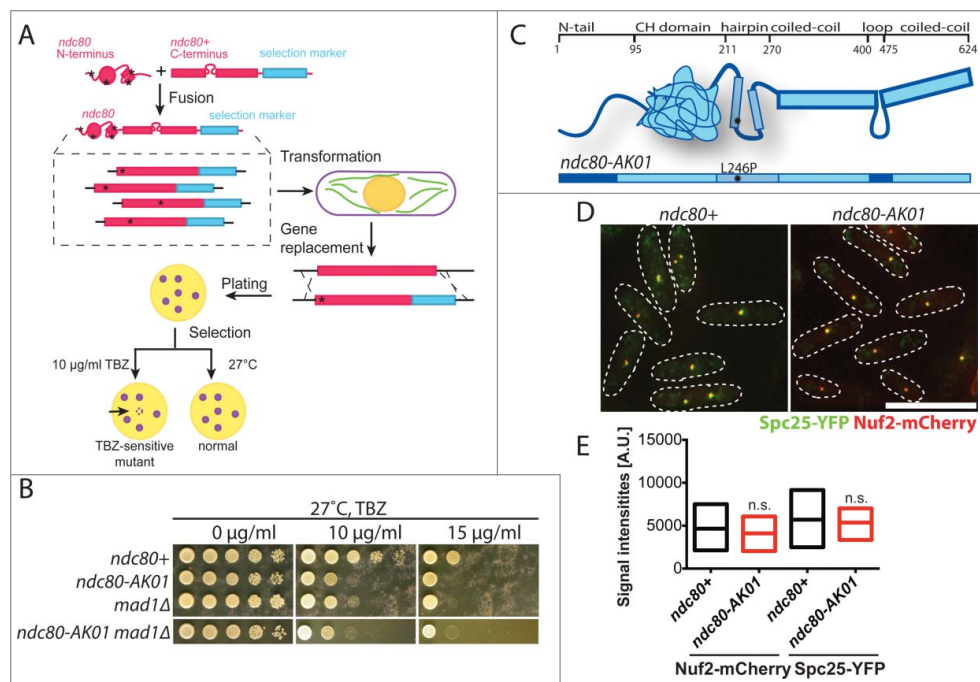 A
ndc80
N-terminus
ndc80+
C-terminus
selection marker
+
Fusion
ndc80
selection marker
Transformation
Gene
replacement
Plating
Selection
10 µg/ml TBZ
27°C
TBZ-sensitive
mutant
normal
B
27°C, TBZ
0 µg/ml 10 µg/ml 15 µg/ml
ndc80+
ndc80-AK01
mad1Δ
ndc80-AK01 mad1Δ
C
N-tail CH domain hairpin coiled-coil loop coiled-coil
1 95 211 270 400 475 624
ndc80-AK01
L246P
D
ndc80+ ndc80-AK01
Spc25-YFP Nuf2-mCherry
E
Signal intensitites [A.U.]
15000
10000
5000
0
n.s.
n.s.
ndc80+
ndc80-AK01
ndc80+
ndc80-AK01
Nuf2-mCherry Spc25-YFP